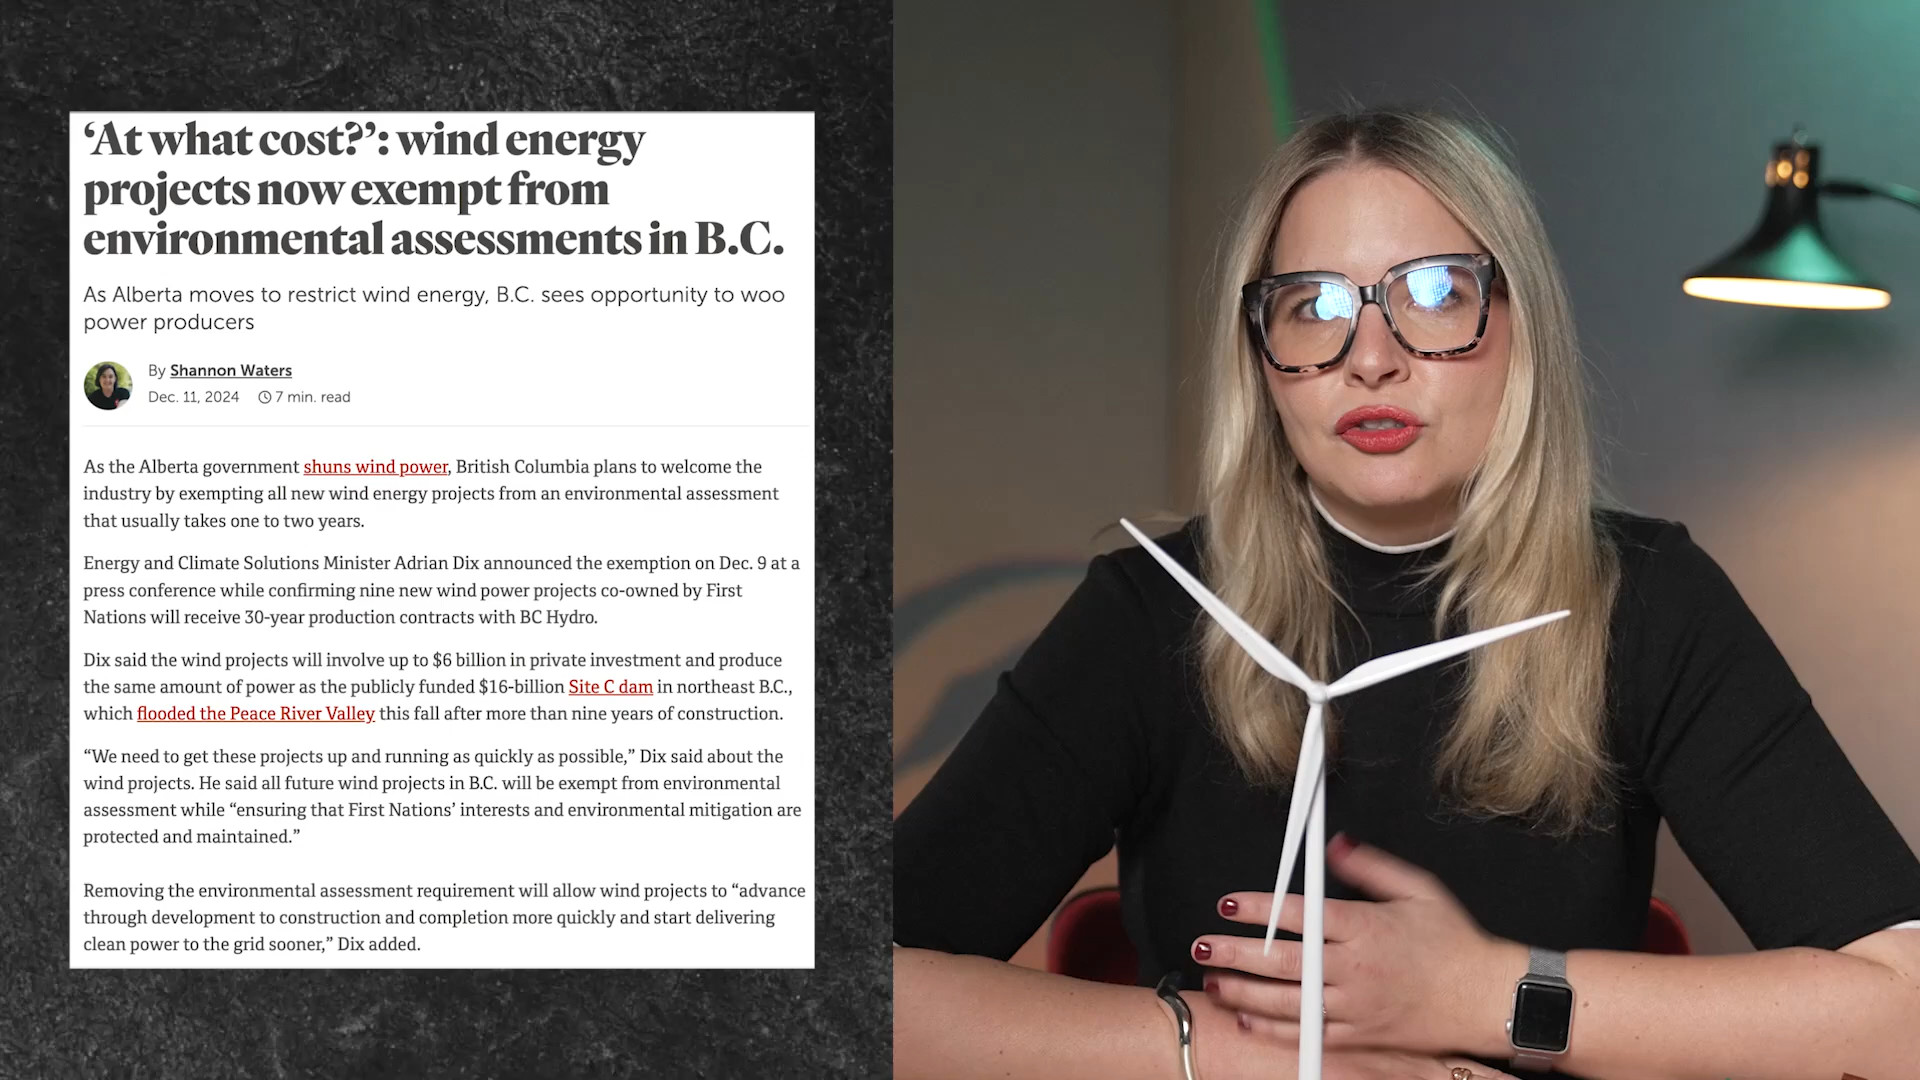 ‘At what cost?’: wind energy
projects now exempt from
environmental assessments in B.C.
As Alberta moves to restrict wind energy, B.C. sees opportunity to woo
power producers
By Shannon Waters
Dec. 11, 2024 7 min. read
As the Alberta government shuns wind power, British Columbia plans to welcome the
industry by exempting all new wind energy projects from an environmental assessment
that usually takes one to two years.
Energy and Climate Solutions Minister Adrian Dix announced the exemption on Dec. 9 at a
press conference while confirming nine new wind power projects co-owned by First
Nations will receive 30-year production contracts with BC Hydro.
Dix said the wind projects will involve up to $6 billion in private investment and produce
the same amount of power as the publicly funded $16-billion Site C dam in northeast B.C.,
which flooded the Peace River Valley this fall after more than nine years of construction.
“We need to get these projects up and running as quickly as possible,” Dix said about the
wind projects. He said all future wind projects in B.C. will be exempt from environmental
assessment while “ensuring that First Nations’ interests and environmental mitigation are
protected and maintained.”
Removing the environmental assessment requirement will allow wind projects to “advance
through development to construction and completion more quickly and start delivering
clean power to the grid sooner,” Dix added.